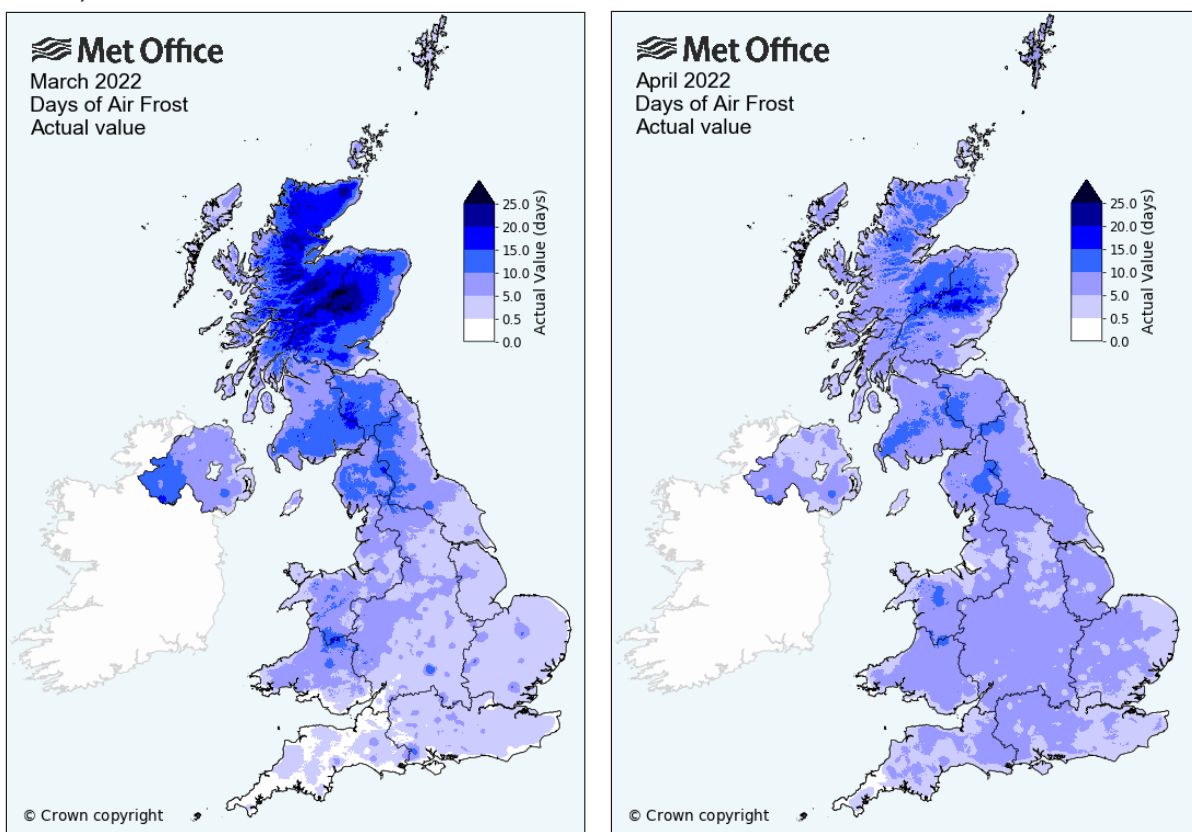 Met Office
March 2022
Days of Air Frost
Actual value
25.0
20.0
15.0
10.0
5.0
0.5
0.0
Actual Value (days)
© Crown copyright
Met Office
April 2022
Days of Air Frost
Actual value
25.0
20.0
15.0
10.0
5.0
0.5
0.0
Actual Value (days)
© Crown copyright